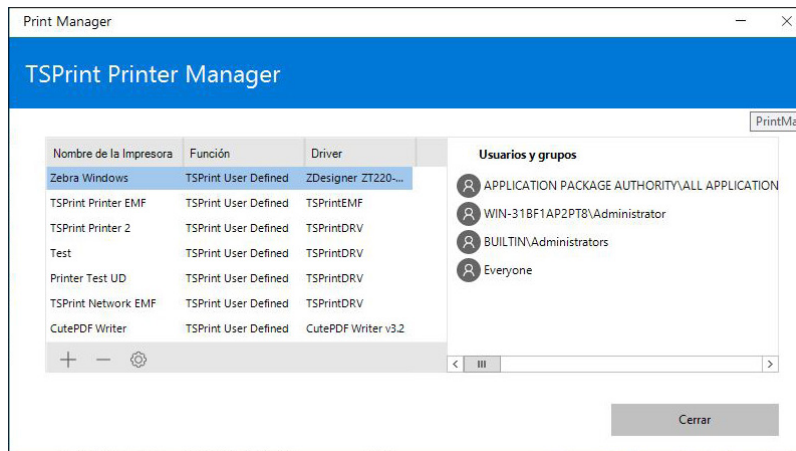 Print Manager
TSPrint Printer Manager
PrintMa
Nombre de la Impresora Función Driver
Zebra Windows TSPrint User Defined ZDesigner ZT220-...
TSPrint Printer EMF TSPrint User Defined TSPrintEMF
TSPrint Printer 2 TSPrint User Defined TSPrintDRV
Test TSPrint User Defined TSPrintDRV
Printer Test UD TSPrint User Defined TSPrintDRV
TSPrint Network EMF TSPrint User Defined TSPrintDRV
CutePDF Writer TSPrint User Defined CutePDF Writer v3.2
Usuarios y grupos
APPLICATION PACKAGE AUTHORITY\ALL APPLICATION
WIN-31BF1AP2PT8\Administrator
BUILTIN\Administrators
Everyone
Cerrar